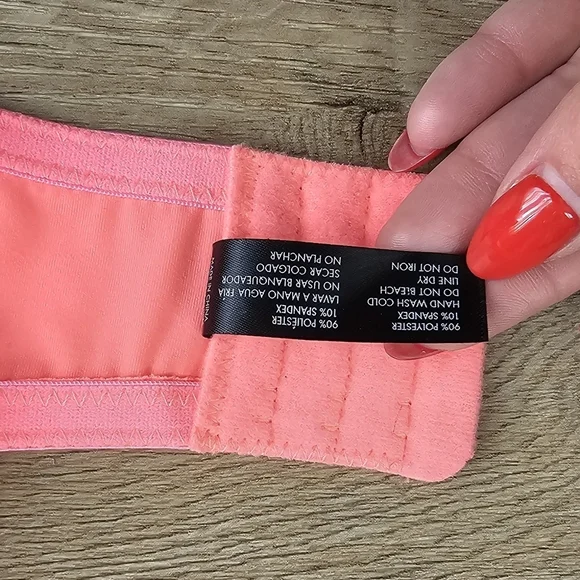 90% POLYESTER
10% SPANDEX
HAND WASH COLD
DO NOT BLEACH
LINE DRY
DO NOT IRON
90% POLIÉSTER
10% SPANDEX
LAVAR A MANO AGUA FRIA
NO USAR BLANQUEADOR
SECAR COLGADO
NO PLANCHAR
MADE IN CHINA